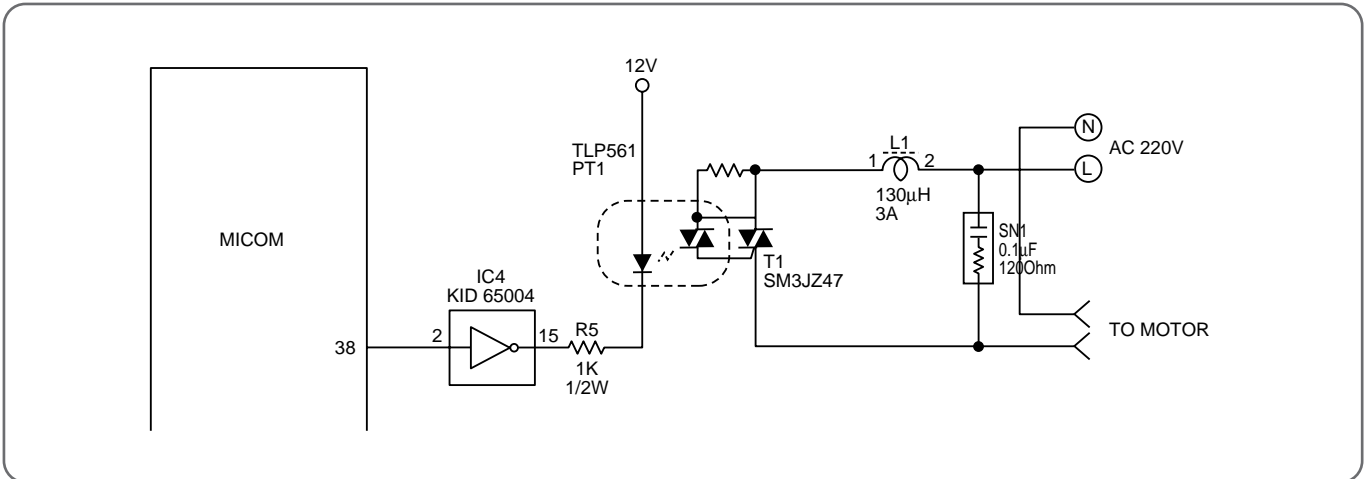 12V
TLP561
PT1
MICOM
IC4
KID 65004
38
2
15
R5
1K
1/2W
T1
SM3JZ47
L1
1
2
130µH
3A
N
L
AC 220V
SN1
0.1µF
120Ohm
TO MOTOR